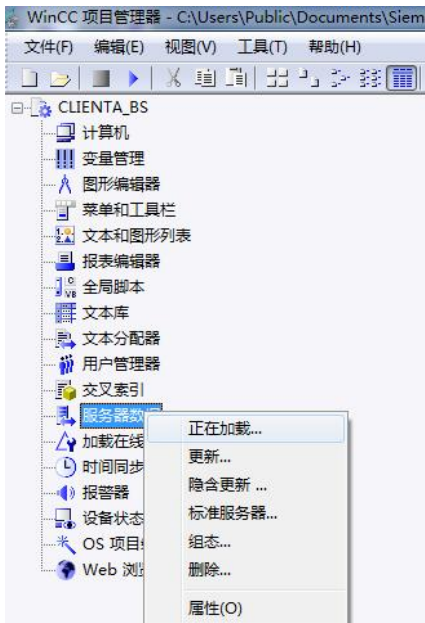 WinCC 项目管理器 - C:\Users\Public\Documents\Siem
文件(F) 编辑(E) 视图(V) 工具(T) 帮助(H)
CLIENTA_BS
计算机
变量管理
图形编辑器
菜单和工具栏
文本和图形列表
报表编辑器
全局脚本
文本库
文本分配器
用户管理器
交叉索引
服务器数据
正在加载...
加载在线
更新...
时间同步
隐含更新 ...
报警器
标准服务器...
设备状态
组态...
OS 项目
删除...
Web 浏
属性(O)